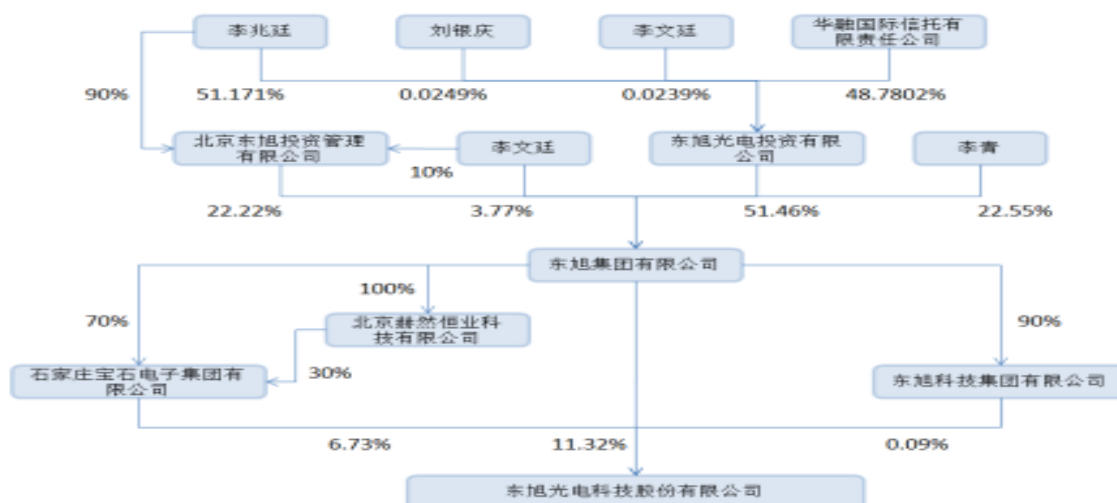 李兆廷
刘银庆
李文廷
华融国际信托有
限责任公司
90%
51.171%
0.0249%
0.0239%
48.7802%
北京东旭投资管理
有限公司
李文廷
东旭光电投资有限
公司
李青
10%
22.22%
3.77%
51.46%
22.55%
东旭集团有限公司
100%
70%
北京赫然恒业科
技有限公司
90%
石家庄宝石电子集团有
限公司
30%
东旭科技集团有限公司
6.73%
11.32%
0.09%
东旭光电科技股份有限公司